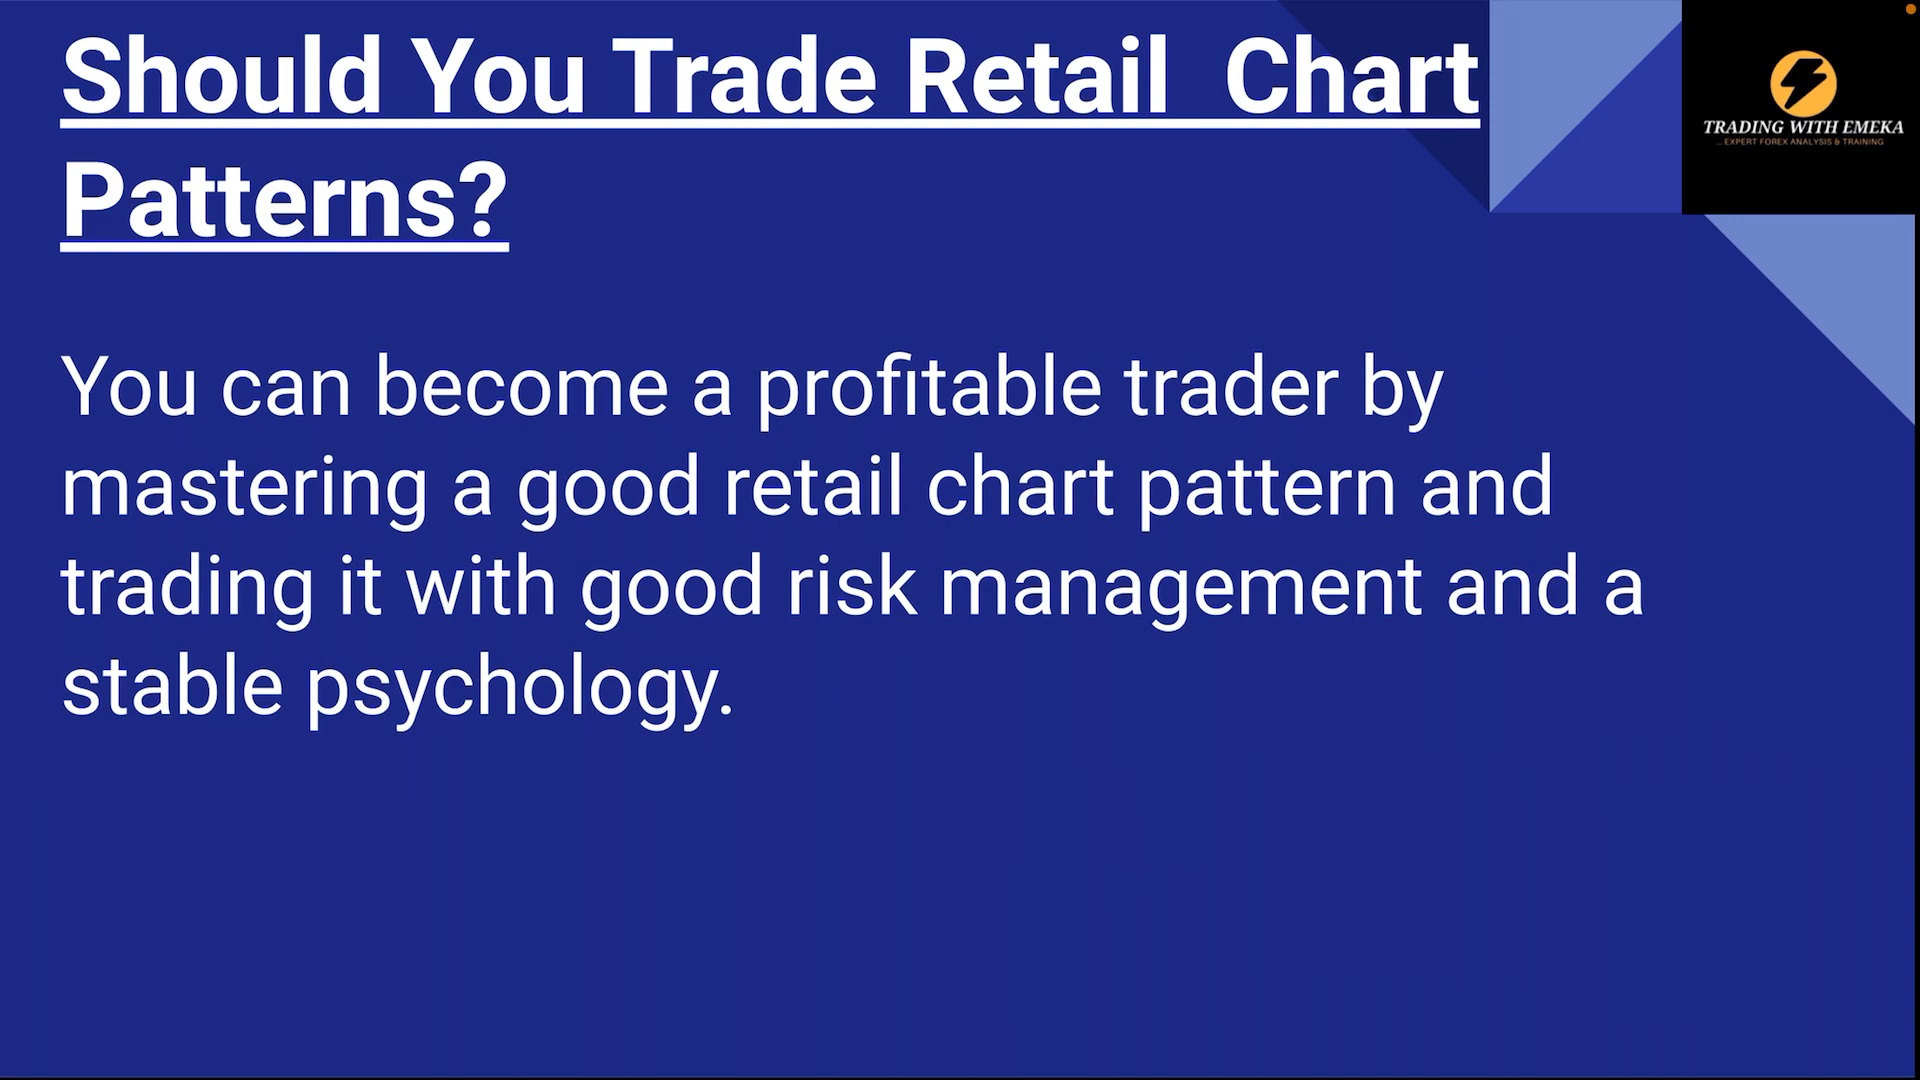 Should You Trade Retail  Chart
Patterns?
TRADING WITH EMEKA
... EXPERT FOREX ANALYSIS & TRAINING
You can become a profitable trader by
mastering a good retail chart pattern and
trading it with good risk management and a
stable psychology.